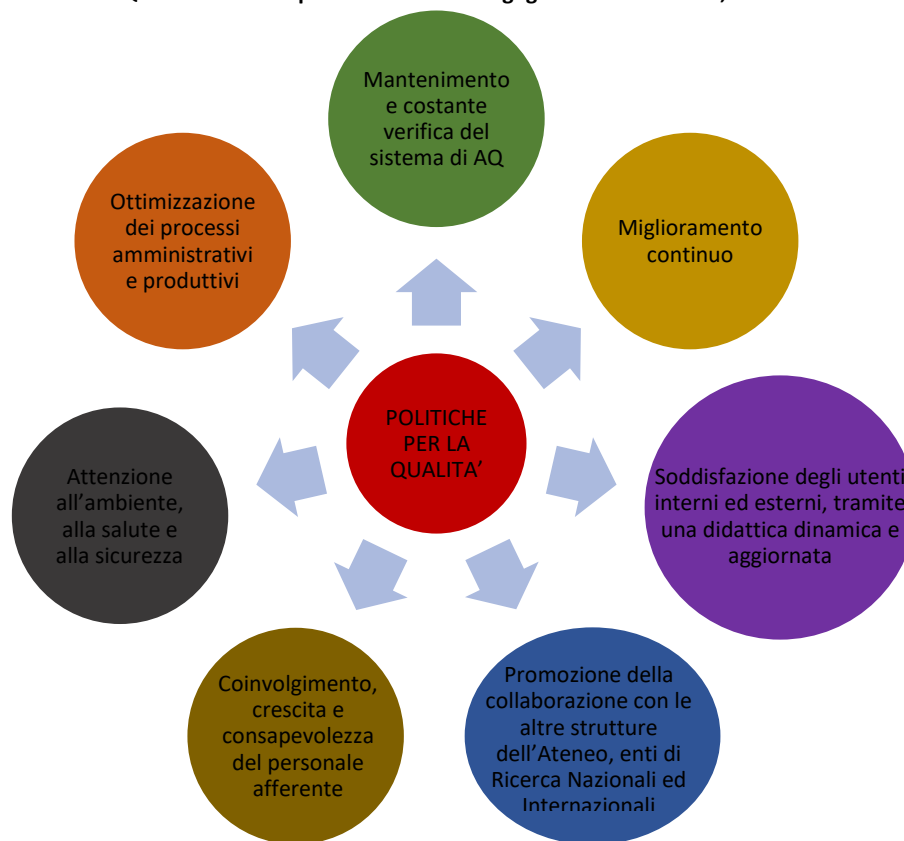 Mantenimento
e costante
verifica del
sistema di AQ
Ottimizzazione
dei processi
amministrativi
e produttivi
Miglioramento
continuo
POLITICHE
PER LA
QUALITA’
Attenzione
all’ambiente,
alla salute e
alla sicurezza
Soddisfazione degli utenti
interni ed esterni, tramite
una didattica dinamica e
aggiornata
Coinvolgimento,
crescita e
consapevolezza
del personale
afferente
Promozione della
collaborazione con le
altre strutture
dell’Ateneo, enti di
Ricerca Nazionali ed
Internazionali